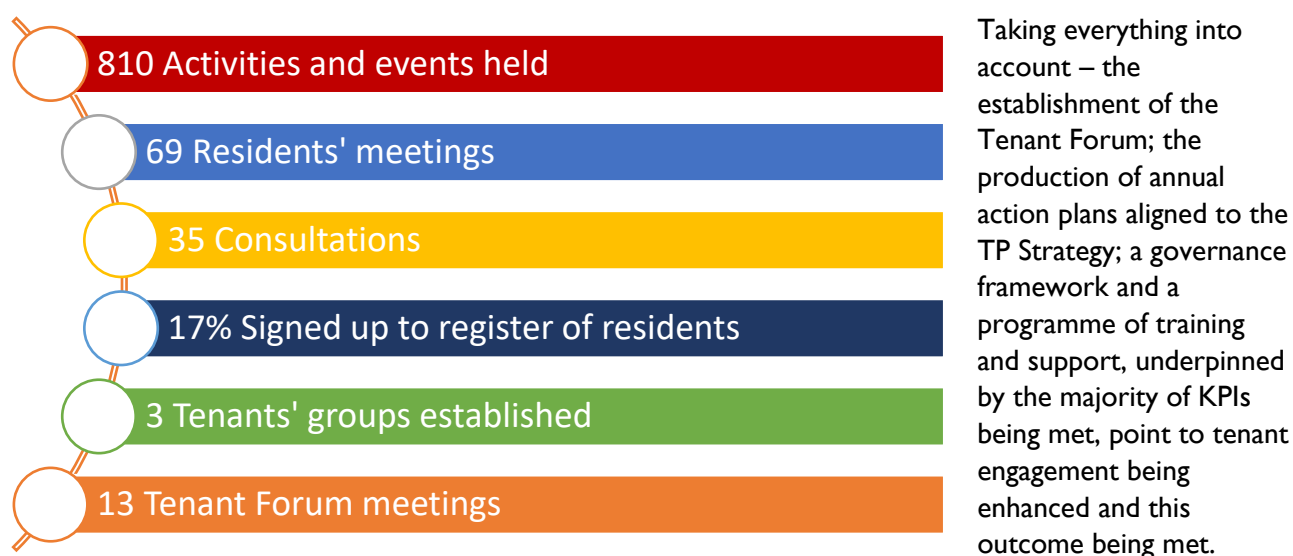 810 Activities and events held
69 Residents' meetings
35 Consultations
17% Signed up to register of residents
3 Tenants' groups established
13 Tenant Forum meetings
Taking everything into
account – the
establishment of the
Tenant Forum; the
production of annual
action plans aligned to the
TP Strategy; a governance
framework and a
programme of training
and support, underpinned
by the majority of KPIs
being met, point to tenant
engagement being
enhanced and this
outcome being met.